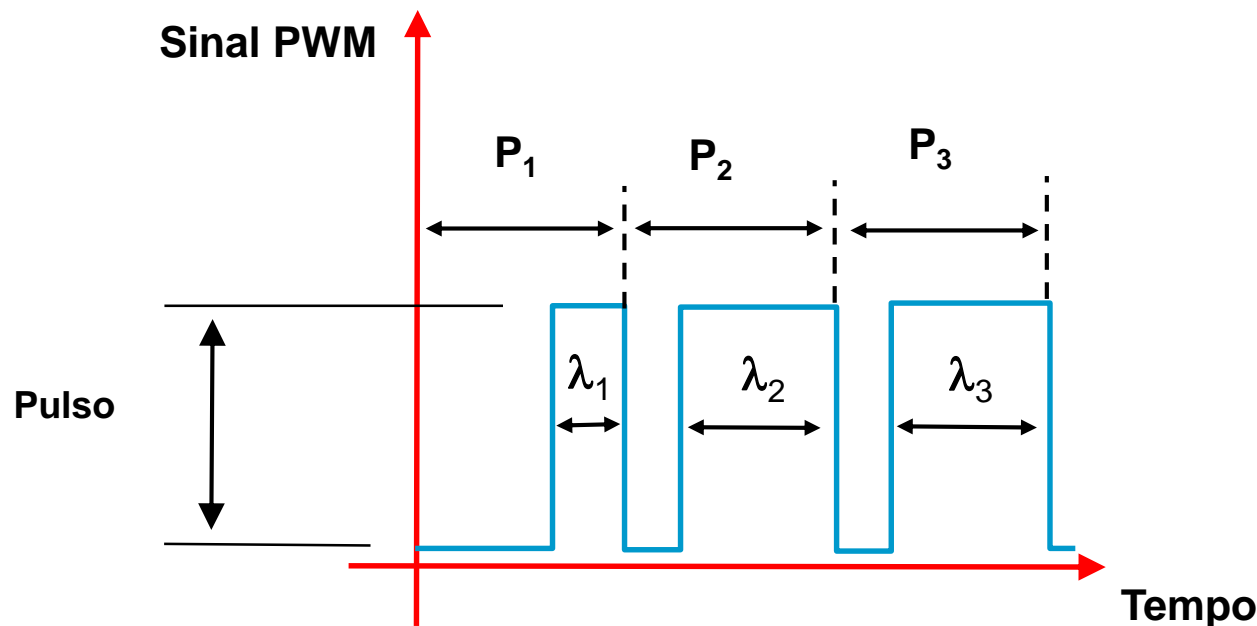 Sinal PWM
P₁
P₂
P₃
λ₁
λ₂
λ₃
Pulso
Tempo